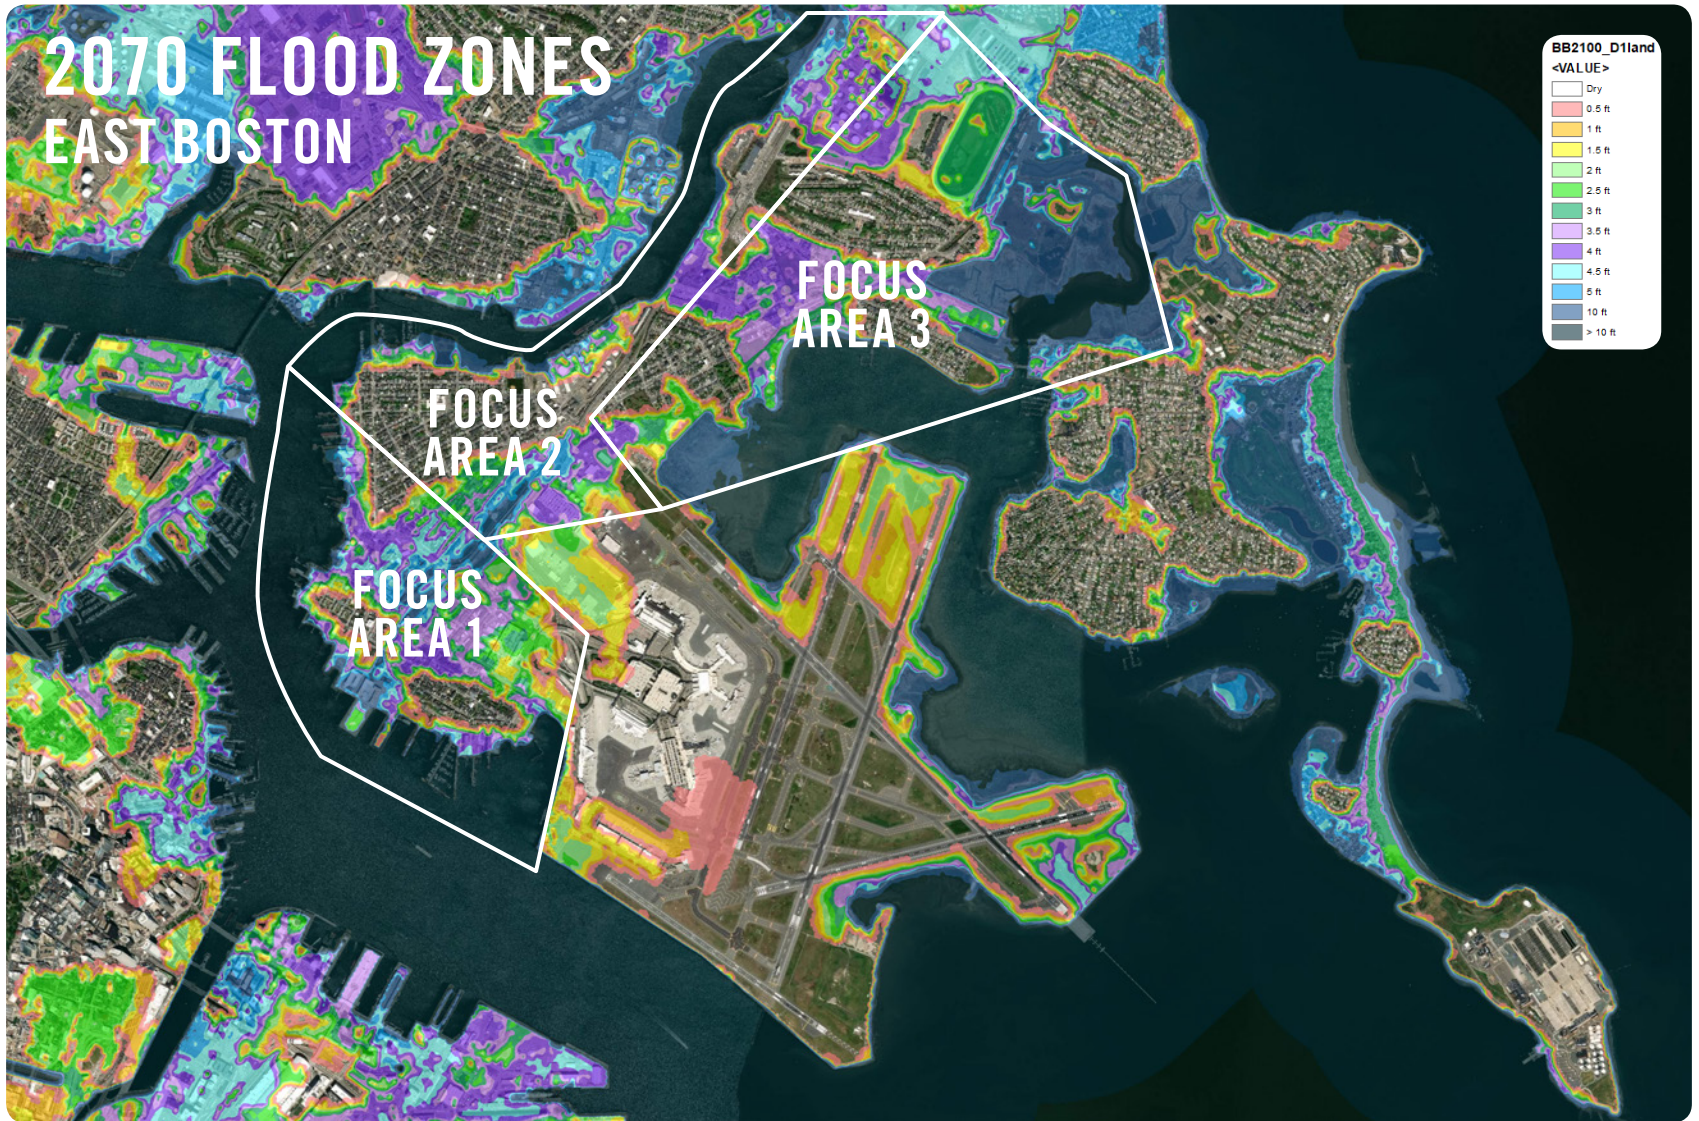 2070 FLOOD ZONES
EAST BOSTON
BB2100_D1land
<VALUE>
Dry
0.5 ft
1 ft
1.5 ft
2 ft
2.5 ft
3 ft
3.5 ft
4 ft
4.5 ft
5 ft
10 ft
> 10 ft
FOCUS
AREA 3
FOCUS
AREA 2
FOCUS
AREA 1